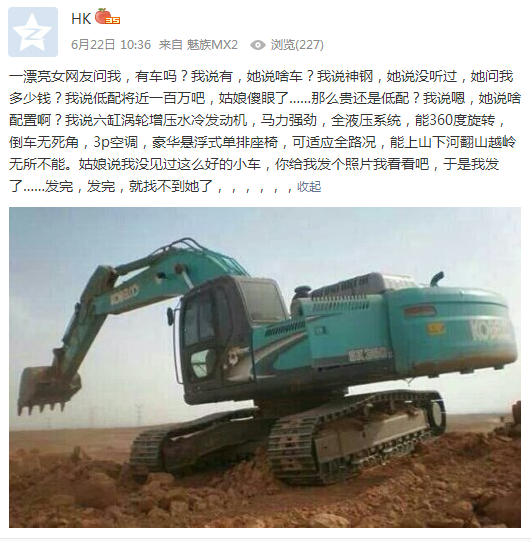 HK
6月22日 10:36 来自 魅族MX2 浏览(227)
一漂亮女网友问我，有车吗？我说有，她说啥车？我说神钢，她说没听过，她问我
多少钱？我说低配将近一百万吧，姑娘傻眼了......那么贵还是低配？我说嗯，她说啥
配置啊？我说六缸涡轮增压水冷发动机，马力强劲，全液压系统，能360度旋转，
倒车无死角，3p空调，豪华悬浮式单排座椅，可适应全路况，能上山下河翻山越岭
无所不能。姑娘说我没见过这么好的小车，你给我发个照片我看看吧，于是我发
了......发完，发完，就找不到她了，，，，，，收起
KOBELCO
SK350